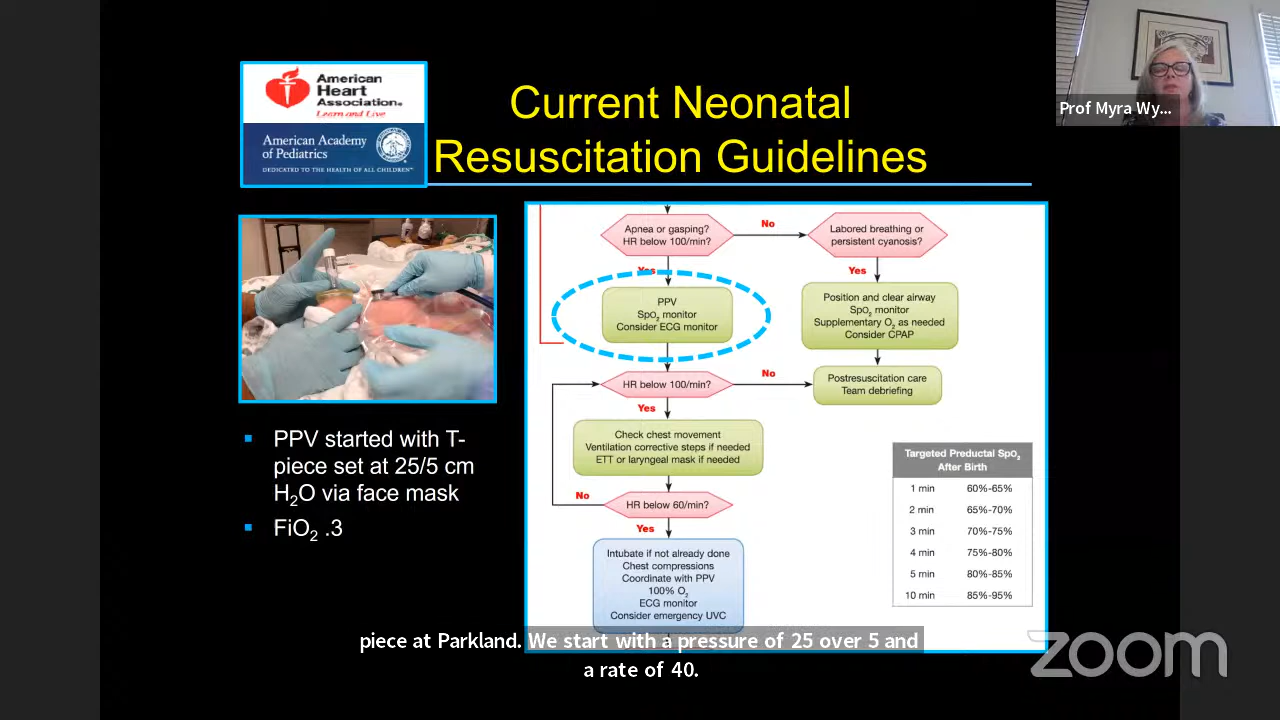 American
Heart
Association®
Learn and Live
American Academy
of Pediatrics
DEDICATED TO THE HEALTH OF ALL CHILDREN™
Current Neonatal
Resuscitation Guidelines
Prof Myra Wy...
Apnea or gasping?
HR below 100/min?
No
Labored breathing or
persistent cyanosis?
Yes
Yes
PPV
SpO₂ monitor
Consider ECG monitor
Position and clear airway
SpO₂ monitor
Supplementary O₂ as needed
Consider CPAP
HR below 100/min?
No
Postresuscitation care
Team debriefing
Yes
Check chest movement
Ventilation corrective steps if needed
ETT or laryngeal mask if needed
HR below 60/min?
No
Yes
Intubate if not already done
Chest compressions
Coordinate with PPV
100% O₂
ECG monitor
Consider emergency UVC
Targeted Preductal SpO₂
After Birth
1 min 60%-65%
2 min 65%-70%
3 min 70%-75%
4 min 75%-80%
5 min 80%-85%
10 min 85%-95%
▪ PPV started with T-
piece set at 25/5 cm
H₂O via face mask
▪ FiO₂ .3
piece at Parkland. We start with a pressure of 25 over 5 and
a rate of 40.
zoom